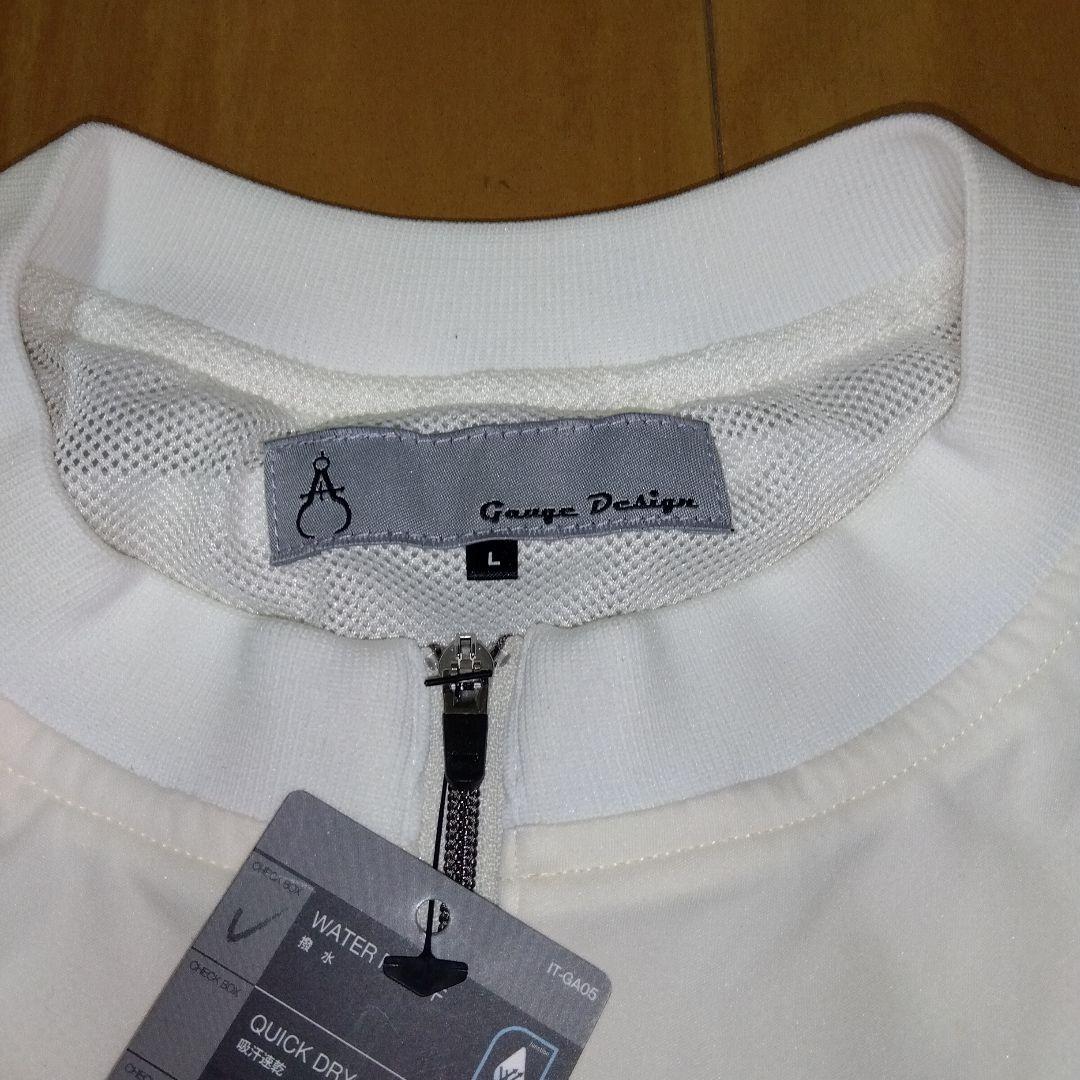 Gauge Design
L
CHECK BOX
WATER
撥水
IT-GA05
CHECK BOX
QUICK DRY
吸汗速乾